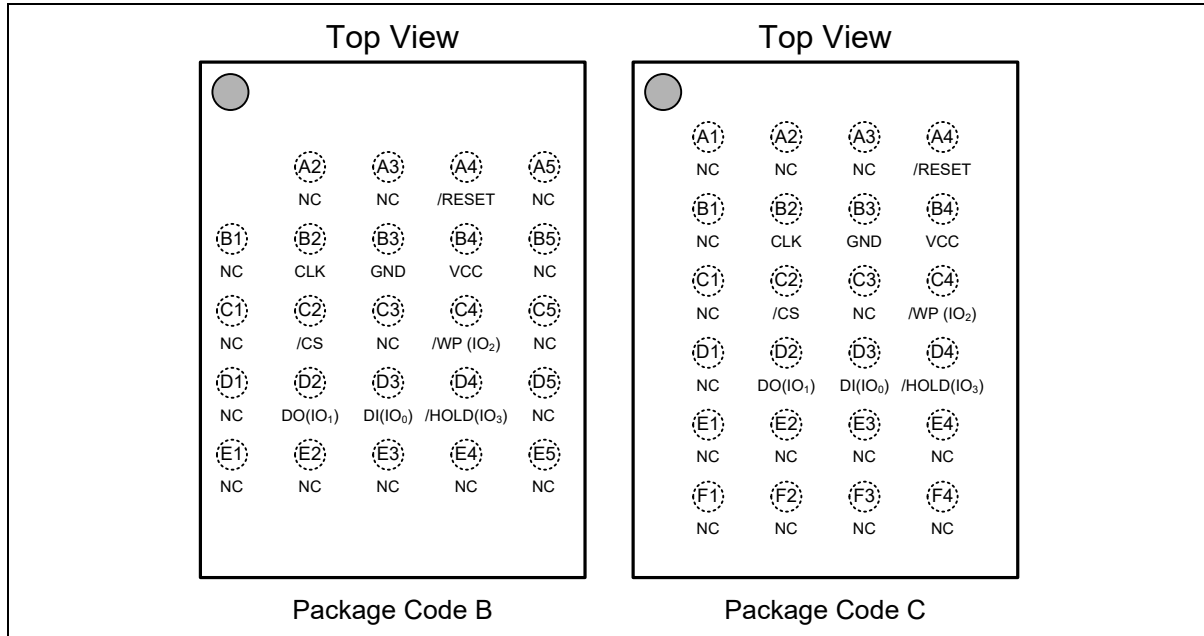 Top View
A2 A3 A4 A5
NC NC /RESET NC
B1 B2 B3 B4 B5
NC CLK GND VCC NC
C1 C2 C3 C4 C5
NC /CS NC /WP (IO₂) NC
D1 D2 D3 D4 D5
NC DO(IO₁) DI(IO₀) /HOLD(IO₃) NC
E1 E2 E3 E4 E5
NC NC NC NC NC
Package Code B
Top View
A1 A2 A3 A4
NC NC NC /RESET
B1 B2 B3 B4
NC CLK GND VCC
C1 C2 C3 C4
NC /CS NC /WP (IO₂)
D1 D2 D3 D4
NC DO(IO₁) DI(IO₀) /HOLD(IO₃)
E1 E2 E3 E4
NC NC NC NC
F1 F2 F3 F4
NC NC NC NC
Package Code C